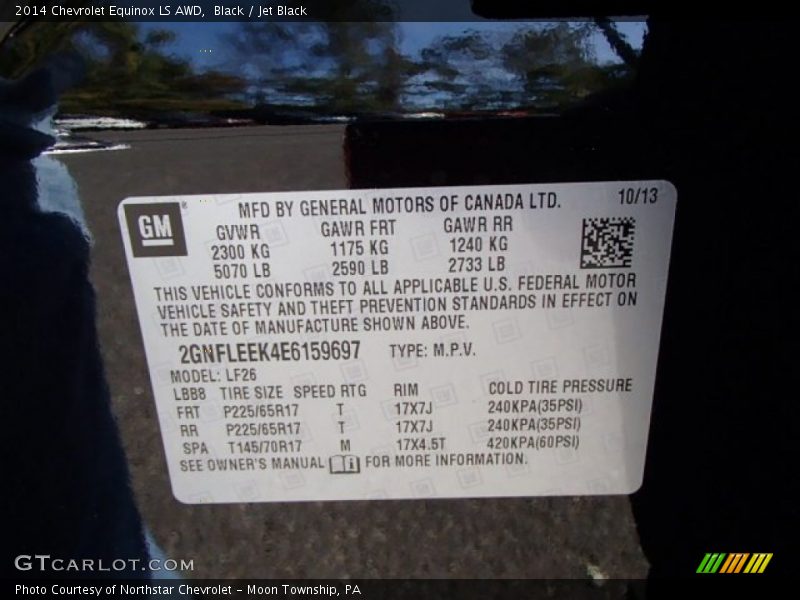 2014 Chevrolet Equinox LS AWD,  Black / Jet Black
GM
MFD BY GENERAL MOTORS OF CANADA LTD. 10/13
GVWR GAWR FRT GAWR RR
2300 KG 1175 KG 1240 KG
5070 LB 2590 LB 2733 LB
THIS VEHICLE CONFORMS TO ALL APPLICABLE U.S. FEDERAL MOTOR
VEHICLE SAFETY AND THEFT PREVENTION STANDARDS IN EFFECT ON
THE DATE OF MANUFACTURE SHOWN ABOVE.
2GNFLEEK4E6159697 TYPE: M.P.V.
MODEL: LF26
LBB8 TIRE SIZE SPEED RTG RIM COLD TIRE PRESSURE
FRT P225/65R17 T 17X7J 240KPA(35PSI)
RR P225/65R17 T 17X7J 240KPA(35PSI)
SPA T145/70R17 M 17X4.5T 420KPA(60PSI)
SEE OWNER'S MANUAL FOR MORE INFORMATION.
GTCARLOT.COM
Photo Courtesy of Northstar Chevrolet - Moon Township, PA